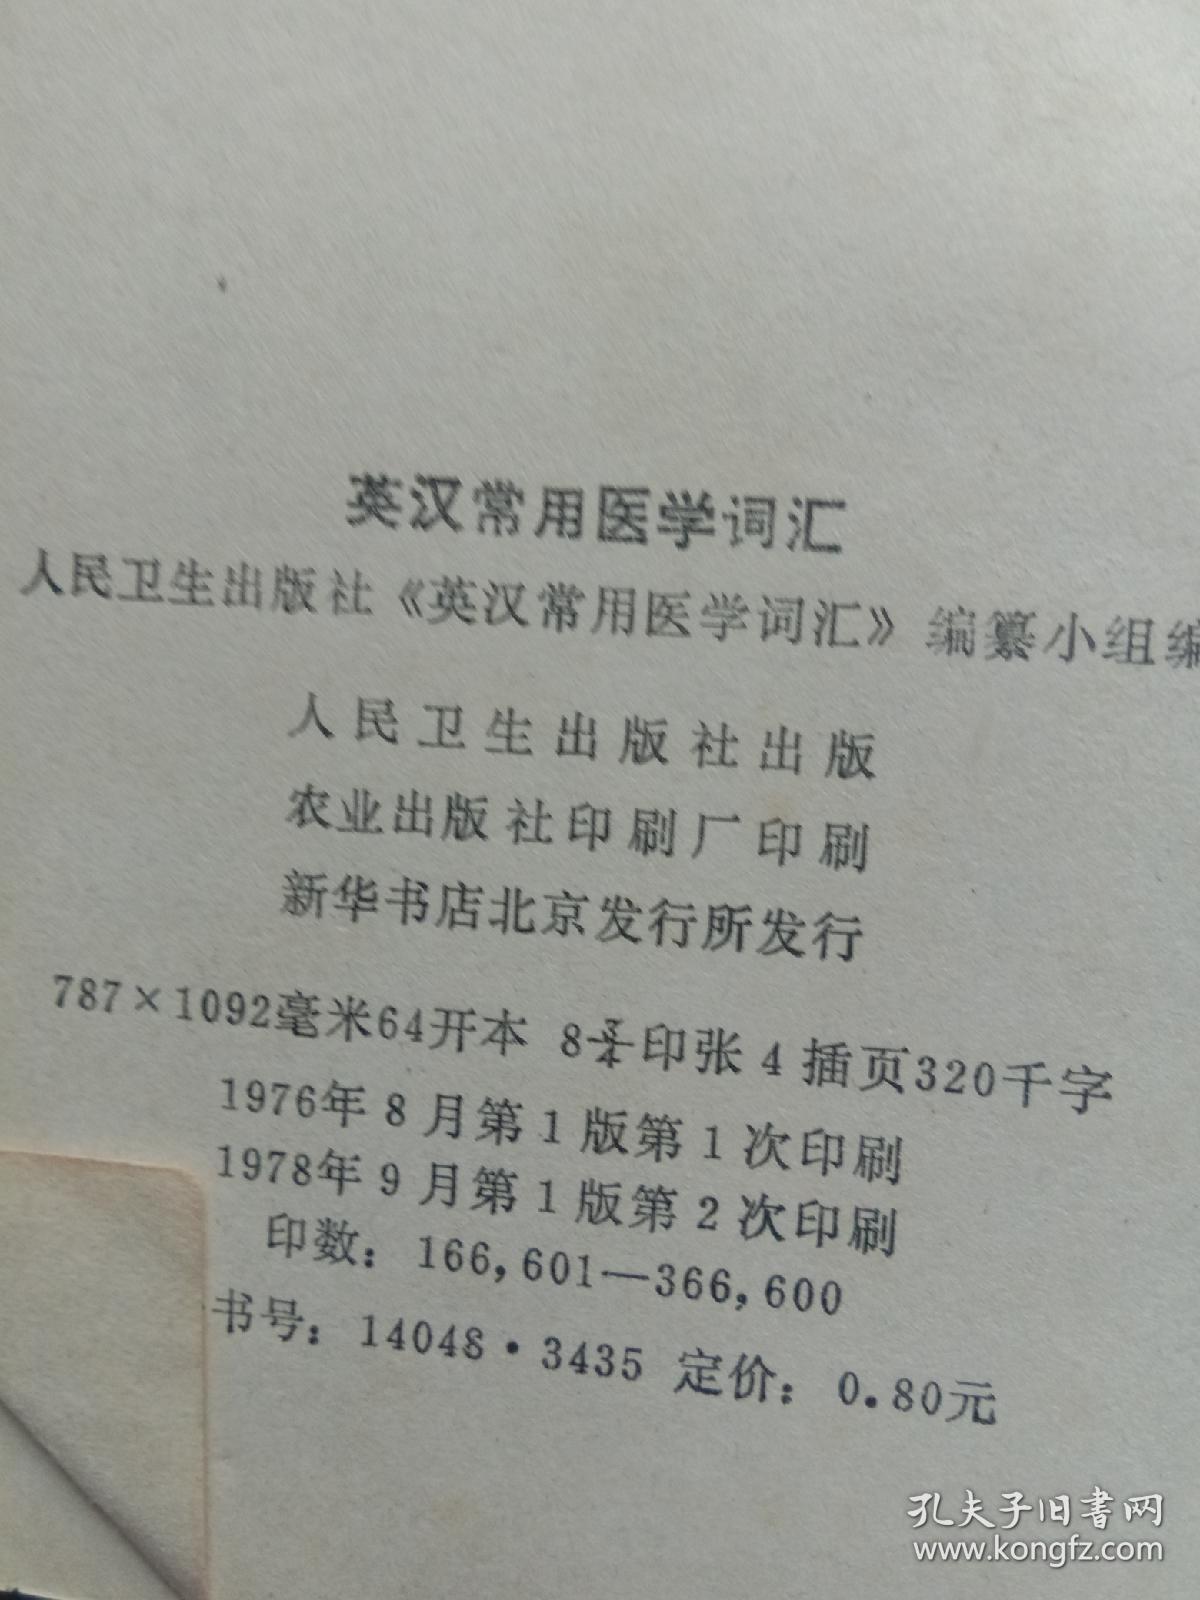 英汉常用医学词汇
人民卫生出版社《英汉常用医学词汇》编纂小组编
人民卫生出版社出版
农业出版社印刷厂印刷
新华书店北京发行所发行
787×1092毫米64开本 8¾印张 4插页320千字
1976年8月第1版第1次印刷
1978年9月第1版第2次印刷
印数：166,601—366,600
书号：14048·3435 定价：0.80元
孔夫子旧书网
www.kongfz.com